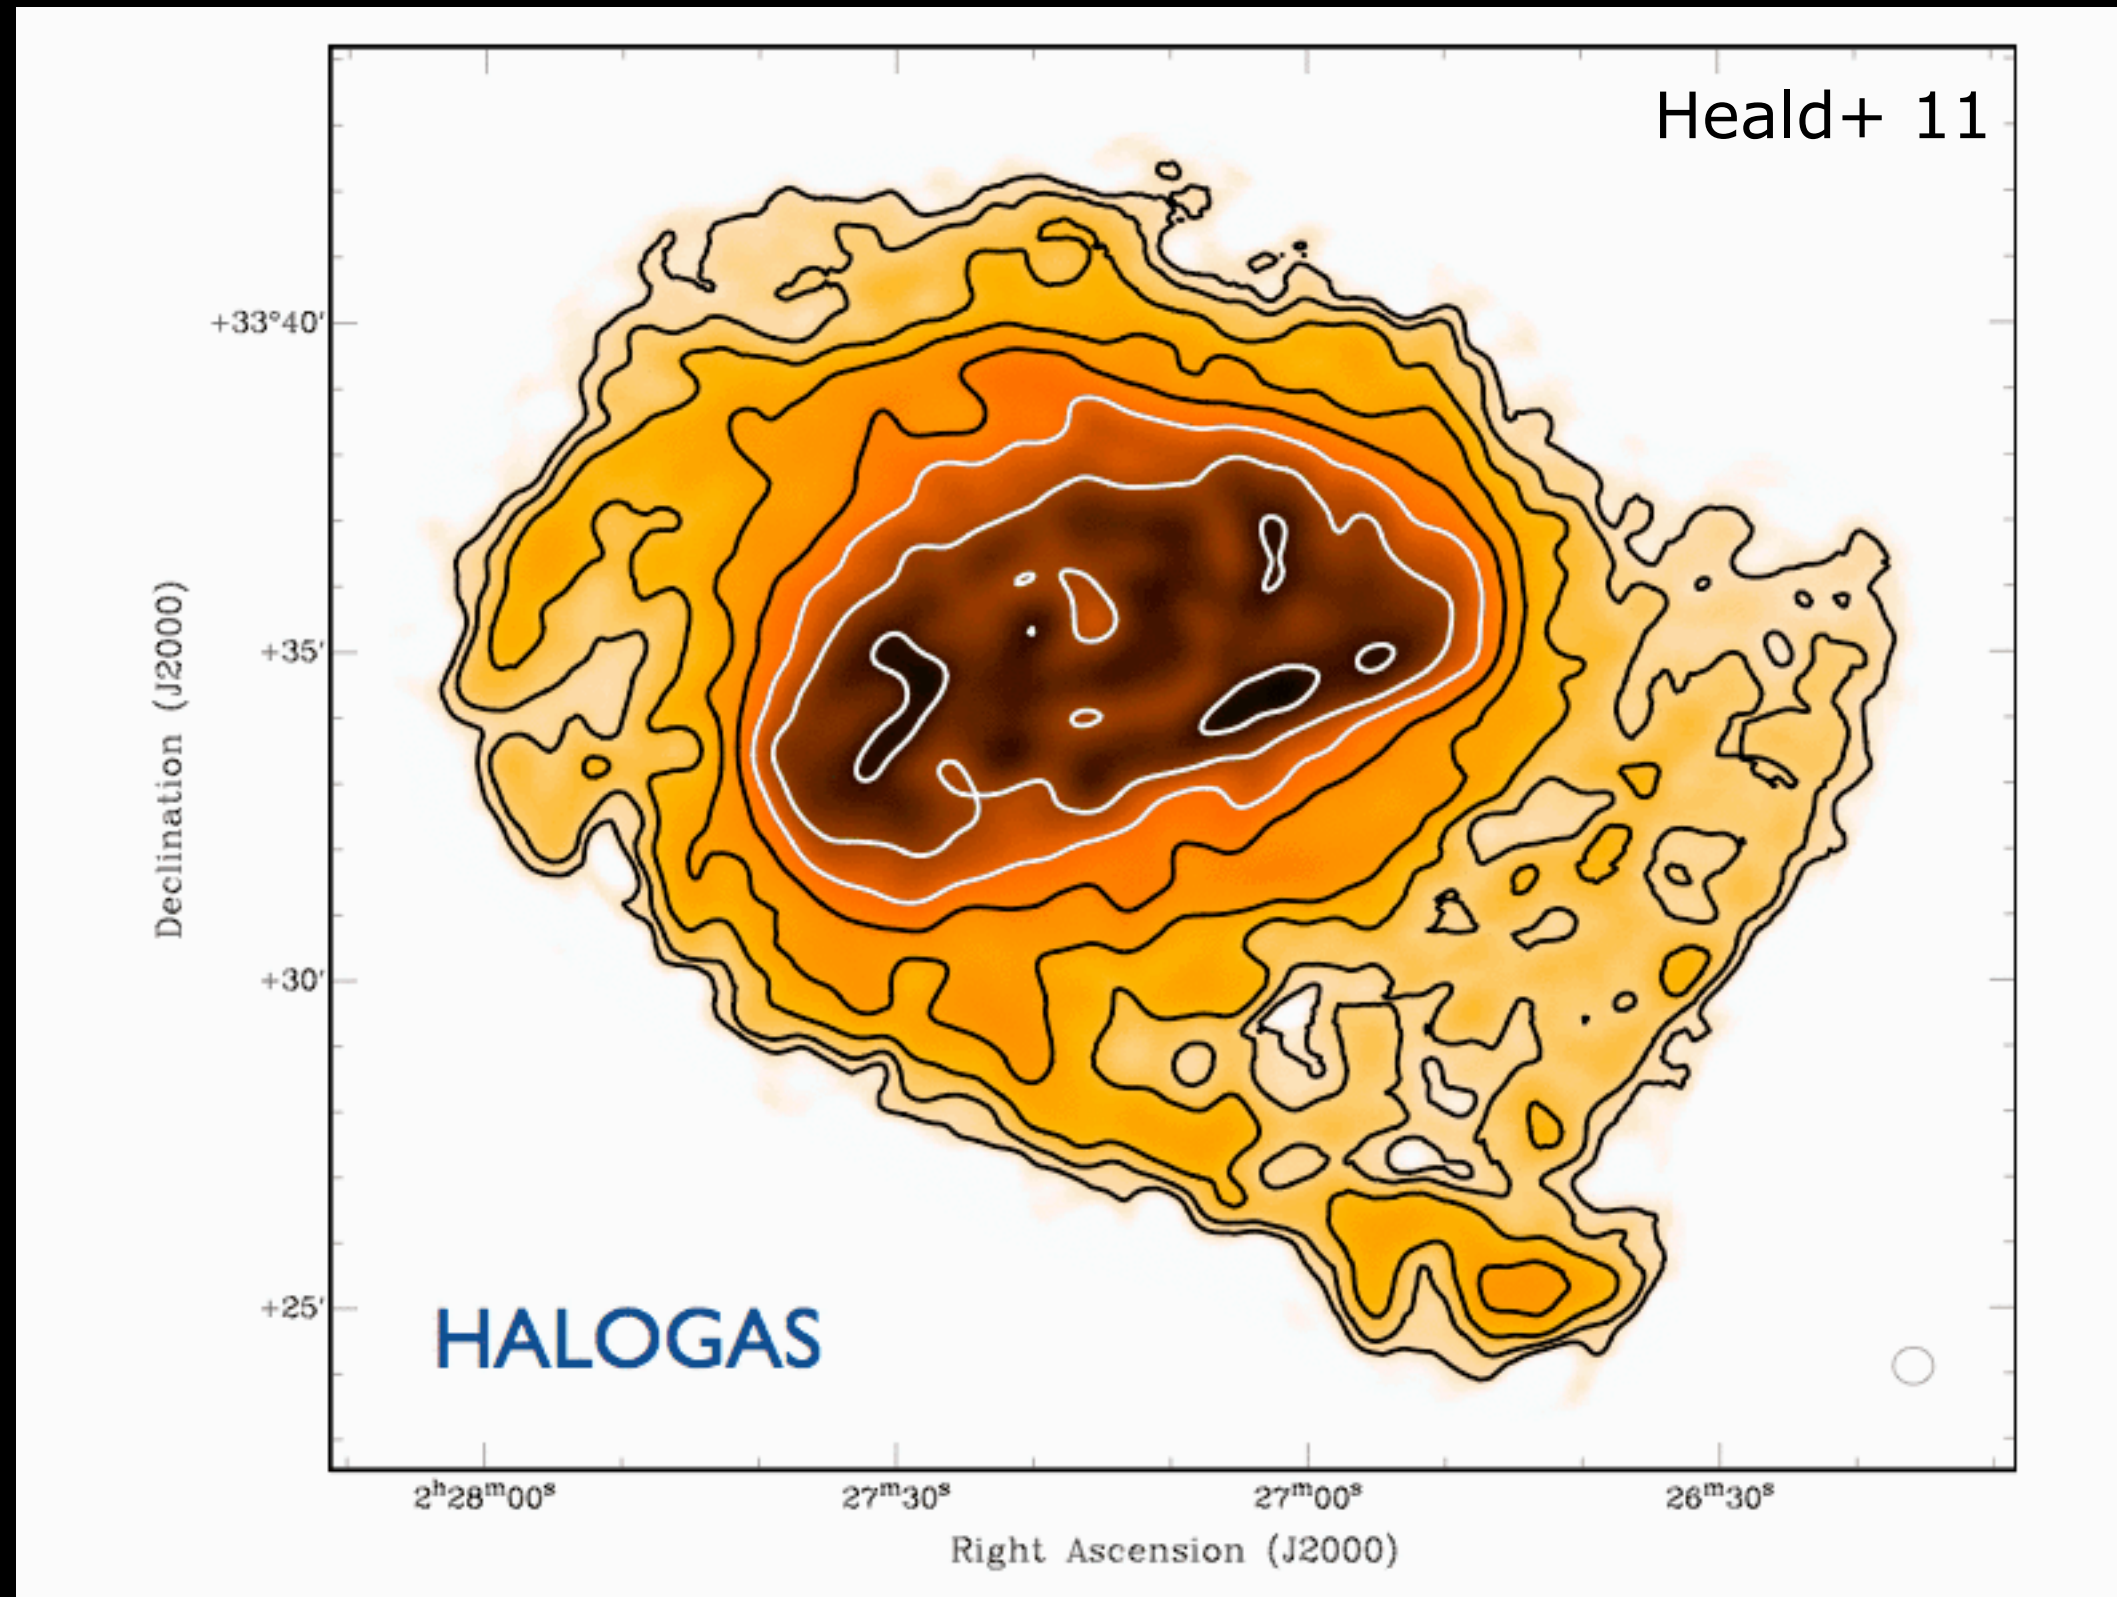 Heald+ 11
+33°40′
+35′
+30′
+25′
Declination (J2000)
HALOGAS
2ʰ28ᵐ00ˢ 27ᵐ30ˢ 27ᵐ00ˢ 26ᵐ30ˢ
Right Ascension (J2000)